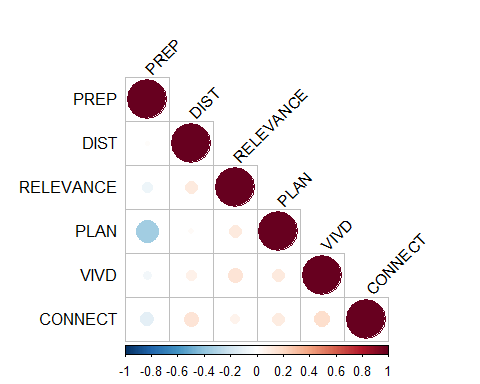 PREP
DIST
RELEVANCE
PLAN
VIVD
CONNECT
PREP
DIST
RELEVANCE
PLAN
VIVD
CONNECT
-1 -0.8 -0.6 -0.4 -0.2 0 0.2 0.4 0.6 0.8 1